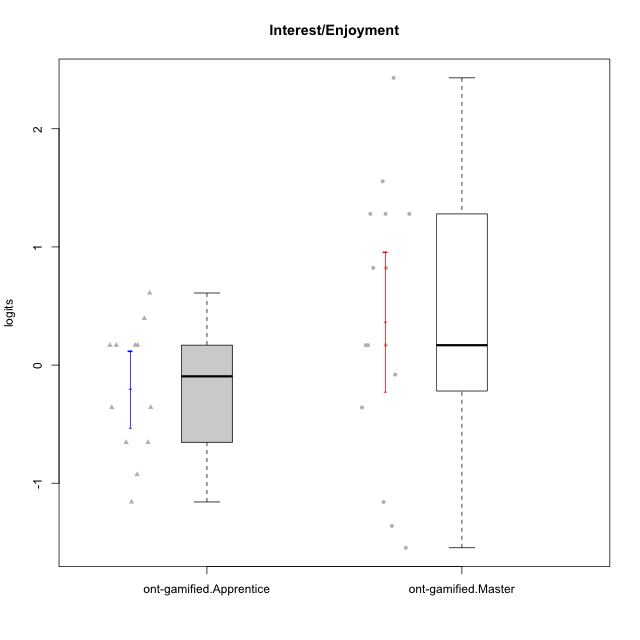 Interest/Enjoyment
logits
2
1
0
-1
ont-gamified.Apprentice
ont-gamified.Master